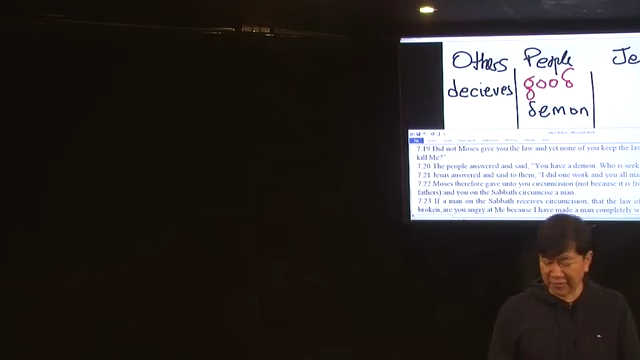 Others People Je
decieves good
demon
7.19 Did not Moses give you the law and yet none of you keep the law
kill Me?"
7.20 The people answered and said, "You have a demon. Who is seek
7.21 Jesus answered and said to them, "I did one work and you all ma
7.22 Moses therefore gave unto you circumcision (not because it is fr
fathers) and you on the Sabbath circumcise a man.
7.23 If a man on the Sabbath receives circumcision, that the law of
broken, are you angry at Me because I have made a man completely w